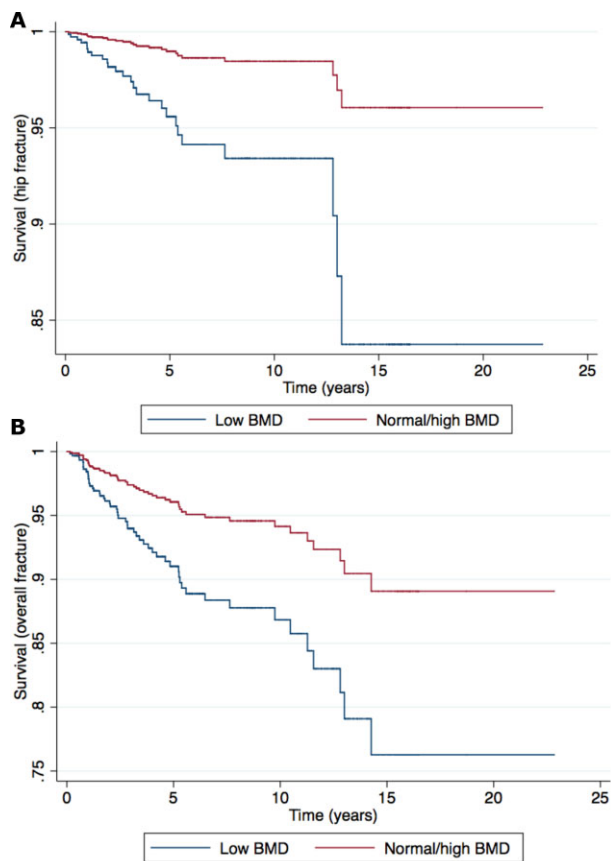 A
Survival (hip fracture)
1
.95
.9
.85
0 5 10 15 20 25
Time (years)
Low BMD Normal/high BMD
B
Survival (overall fracture)
1
.95
.9
.85
.8
.75
0 5 10 15 20 25
Time (years)
Low BMD Normal/high BMD